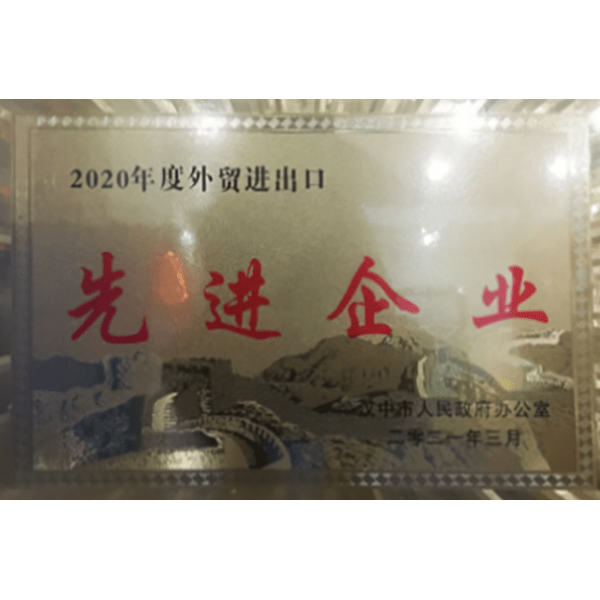 2020年度外贸进出口
先进企业
汉中市人民政府办公室
二零二一年三月